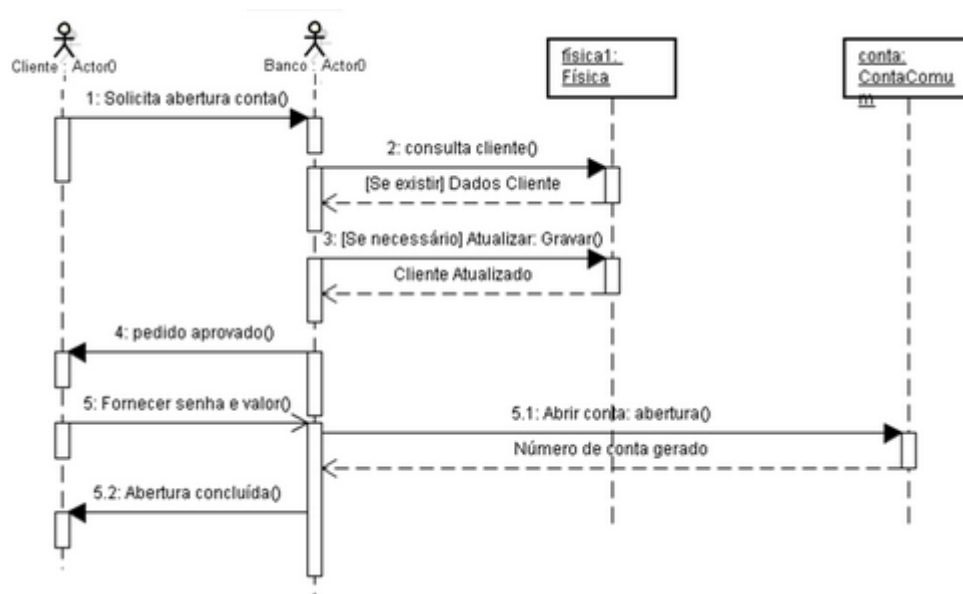 Cliente : Actor0
Banco : Actor0
física1:
Física
conta:
ContaComu
m
1: Solicita abertura conta()
2: consulta cliente()
[Se existir] Dados Cliente
3: [Se necessário] Atualizar: Gravar()
Cliente Atualizado
4: pedido aprovado()
5: Fornecer senha e valor()
5.1: Abrir conta: abertura()
Número de conta gerado
5.2: Abertura concluída()